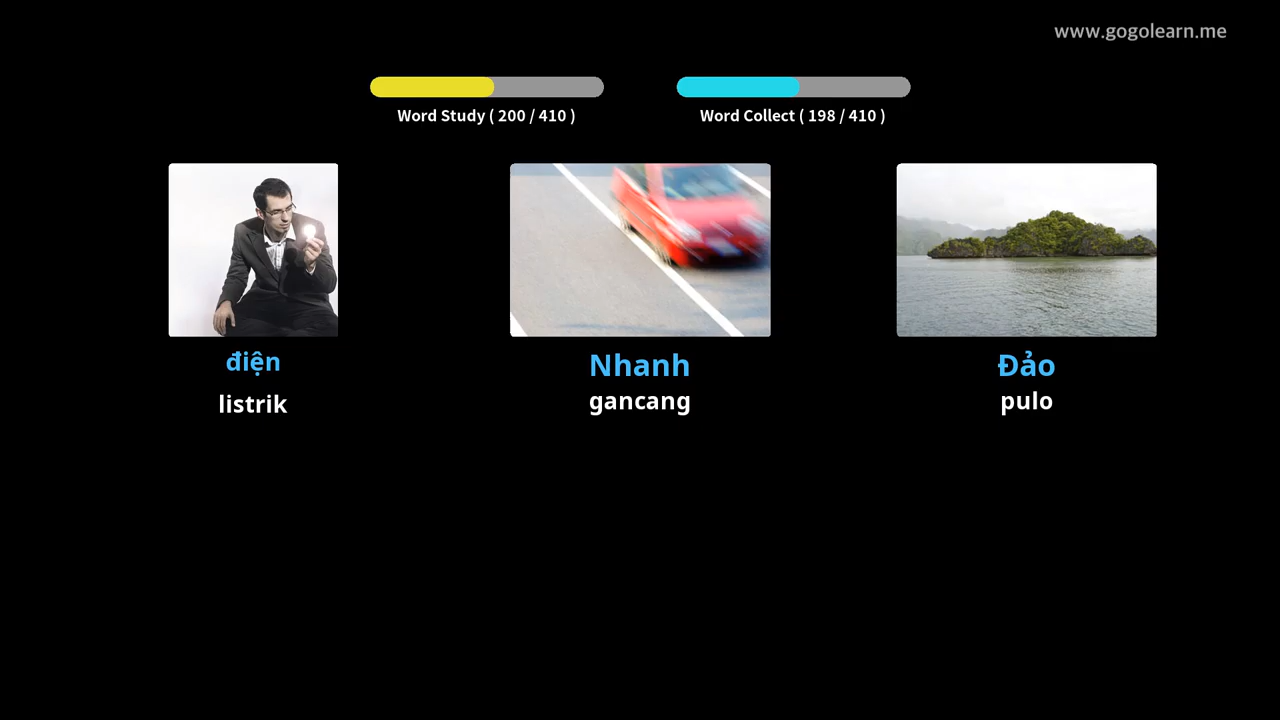 www.gogolearn.me
Word Study ( 200 / 410 )
Word Collect ( 198 / 410 )
điện
listrik
Nhanh
gancang
Đảo
pulo